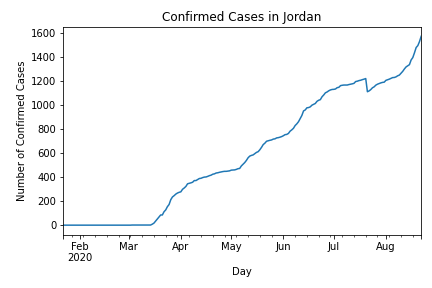 Confirmed Cases in Jordan
1600
1400
1200
1000
800
600
400
200
0
Number of Confirmed Cases
Feb Mar Apr May Jun Jul Aug
2020
Day